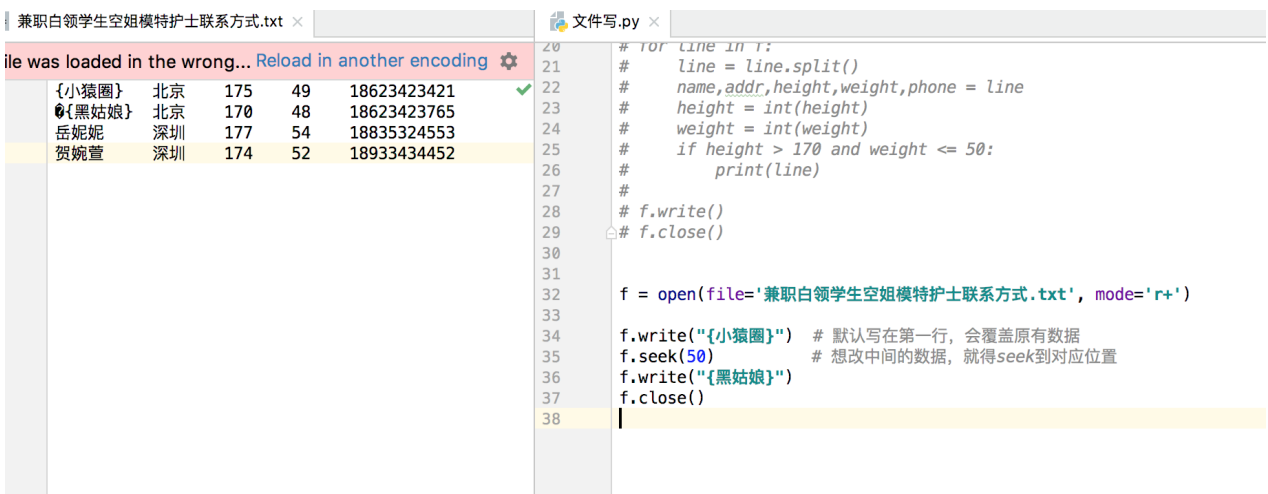 兼职白领学生空姐模特护士联系方式.txt ×
ile was loaded in the wrong... Reload in another encoding
{小猿圈} 北京 175 49 18623423421
�{黑姑娘} 北京 170 48 18623423765
岳妮妮 深圳 177 54 18835324553
贺婉萱 深圳 174 52 18933434452
文件写.py ×
20 # for line in f:
21 #     line = line.split()
22 #     name,addr,height,weight,phone = line
23 #     height = int(height)
24 #     weight = int(weight)
25 #     if height > 170 and weight <= 50:
26 #         print(line)
27 #
28 # f.write()
29 # f.close()
30
31
32 f = open(file='兼职白领学生空姐模特护士联系方式.txt', mode='r+')
33
34 f.write("{小猿圈}")  # 默认写在第一行，会覆盖原有数据
35 f.seek(50)           # 想改中间的数据，就得seek到对应位置
36 f.write("{黑姑娘}")
37 f.close()
38